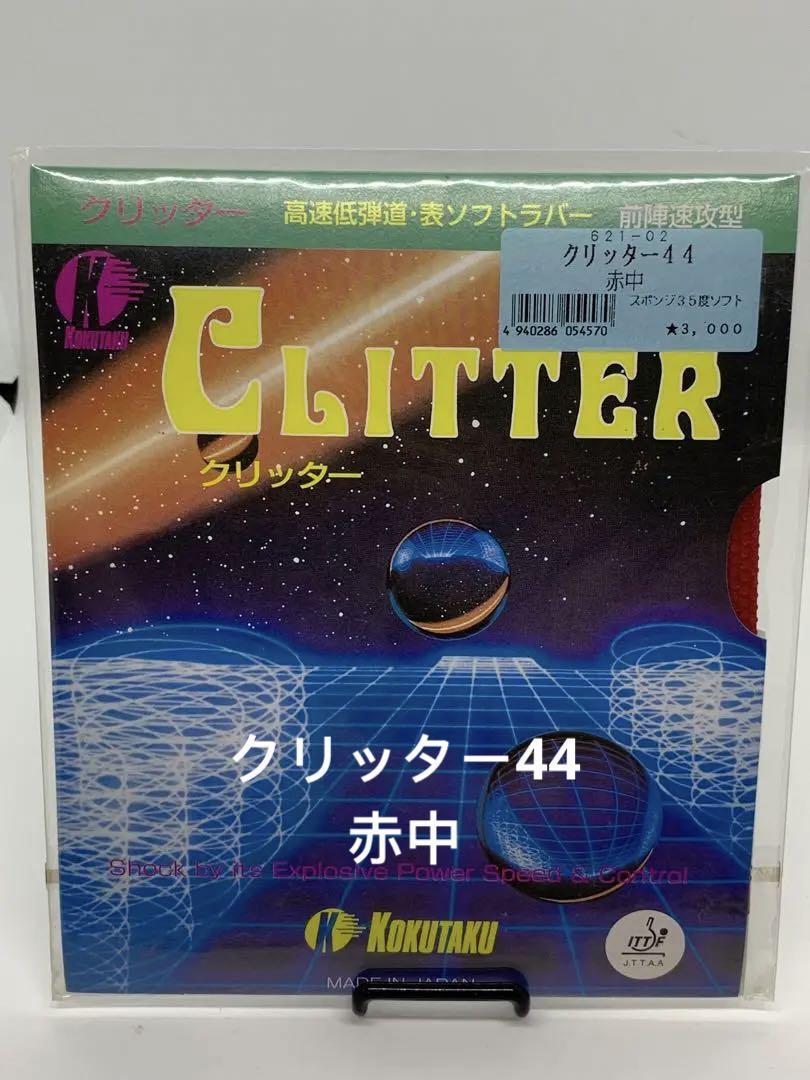 クリッター 高速低弾道・表ソフトラバー 前陣速攻型
621-02
クリッター44
赤中
スポンジ35度ソフト
4 940286 054570 ★3,000
K
KOKUTAKU
CLITTER
クリッター
クリッター44
赤中
Shock by its Explosive Power Speed & Control
K KOKUTAKU
ITTF
J.T.T.A.A
MADE IN JAPAN